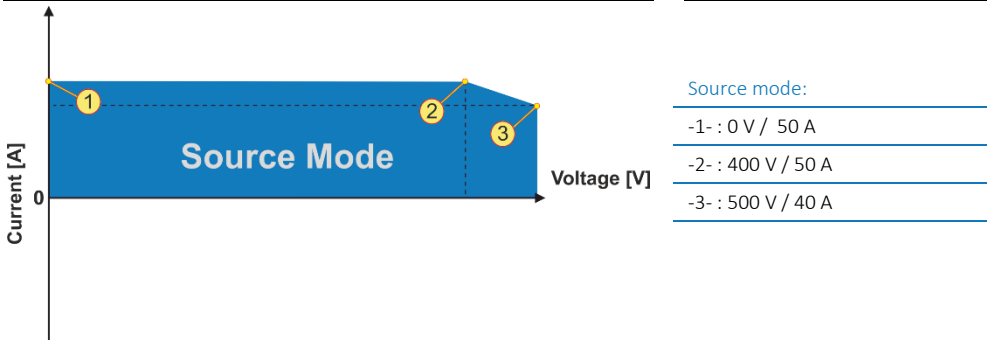 1
2
3
Source Mode
Current [A]
0
Voltage [V]
Source mode:
-1- : 0 V / 50 A
-2- : 400 V / 50 A
-3- : 500 V / 40 A